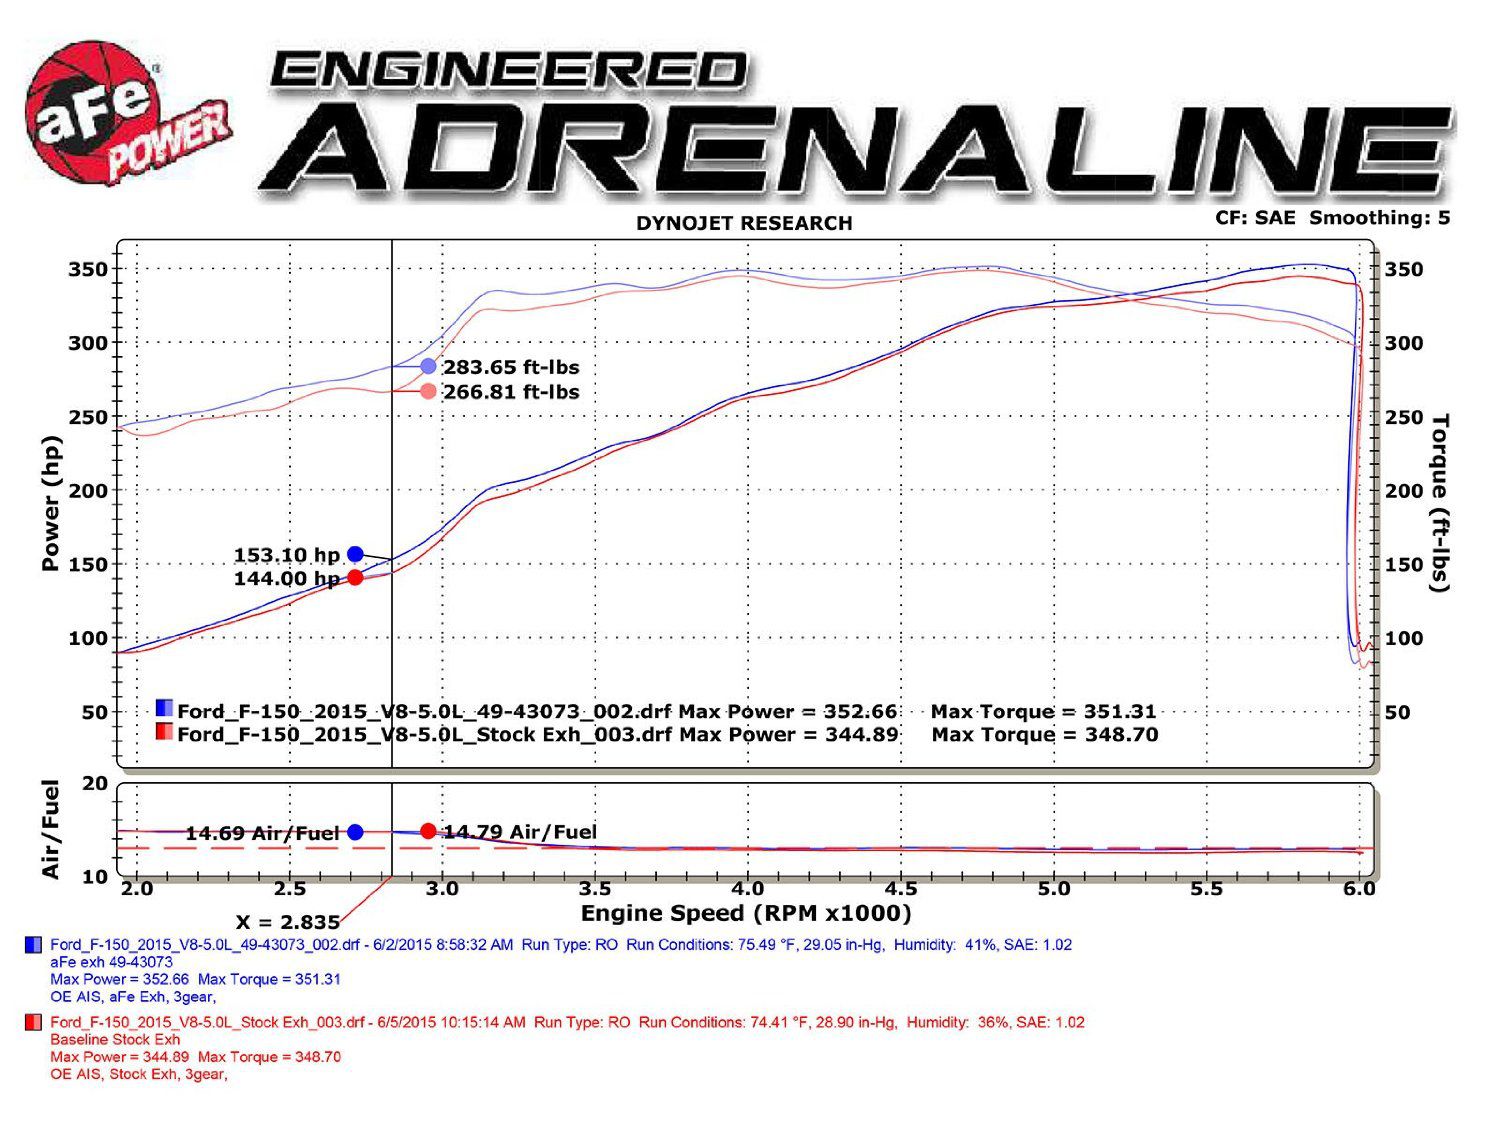 aFe POWER®
ENGINEERED
ADRENALINE
DYNOJET RESEARCH
CF: SAE  Smoothing: 5
350
300
250
200
150
100
50
Power (hp)
350
300
250
200
150
100
50
Torque (ft-lbs)
283.65 ft-lbs
266.81 ft-lbs
153.10 hp
144.00 hp
Ford_F-150_2015_V8-5.0L_49-43073_002.drf Max Power = 352.66    Max Torque = 351.31
Ford_F-150_2015_V8-5.0L_Stock Exh_003.drf Max Power = 344.89    Max Torque = 348.70
20
10
Air/Fuel
14.69 Air/Fuel
14.79 Air/Fuel
2.0 2.5 3.0 3.5 4.0 4.5 5.0 5.5 6.0
Engine Speed (RPM x1000)
X = 2.835
Ford_F-150_2015_V8-5.0L_49-43073_002.drf - 6/2/2015 8:58:32 AM  Run Type: RO  Run Conditions: 75.49 °F, 29.05 in-Hg,  Humidity:  41%, SAE: 1.02
aFe exh 49-43073
Max Power = 352.66  Max Torque = 351.31
OE AIS, aFe Exh, 3gear,
Ford_F-150_2015_V8-5.0L_Stock Exh_003.drf - 6/5/2015 10:15:14 AM  Run Type: RO  Run Conditions: 74.41 °F, 28.90 in-Hg,  Humidity:  36%, SAE: 1.02
Baseline Stock Exh
Max Power = 344.89  Max Torque = 348.70
OE AIS, Stock Exh, 3gear,